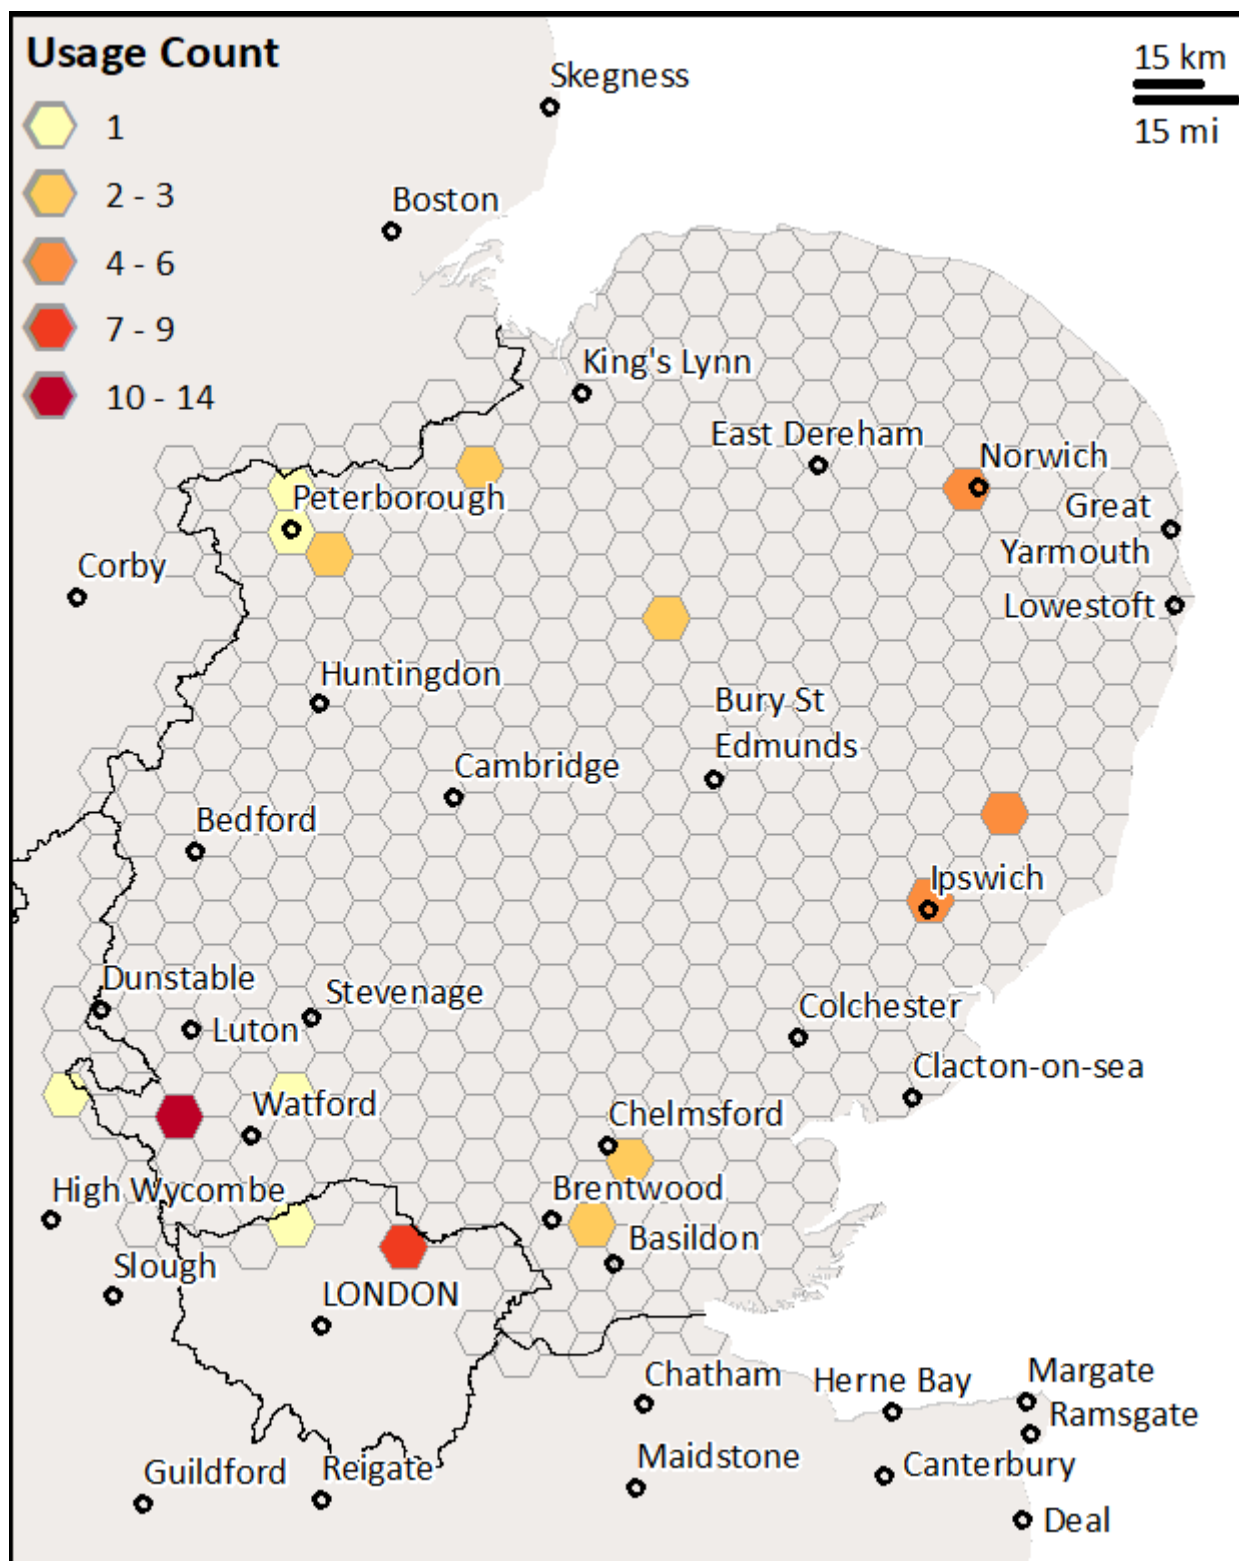 Usage Count
1
2 - 3
4 - 6
7 - 9
10 - 14
15 km
15 mi
Skegness
Boston
King's Lynn
East Dereham
Norwich
Peterborough
Great
Yarmouth
Corby
Lowestoft
Huntingdon
Bury St
Edmunds
Cambridge
Bedford
Ipswich
Dunstable
Stevenage
Luton
Colchester
Clacton-on-sea
Watford
Chelmsford
High Wycombe
Brentwood
Basildon
Slough
LONDON
Chatham
Herne Bay
Margate
Ramsgate
Maidstone
Canterbury
Guildford
Reigate
Deal